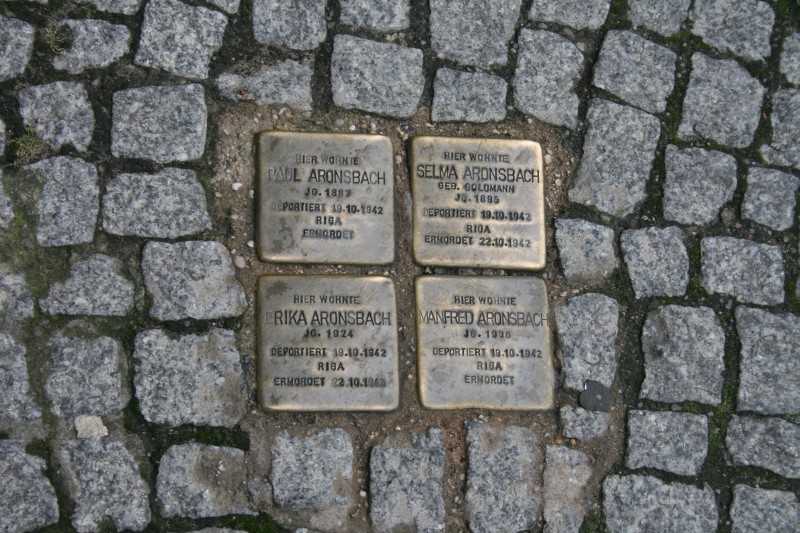 HIER WOHNTE
PAUL ARONSBACH
JG. 1883
DEPORTIERT 19.10.1942
RIGA
ERMORDET
HIER WOHNTE
SELMA ARONSBACH
GEB. GOLDMANN
JG. 1895
DEPORTIERT 19.10.1942
RIGA
ERMORDET 22.10.1942
HIER WOHNTE
ERIKA ARONSBACH
JG. 1924
DEPORTIERT 19.10.1942
RIGA
ERMORDET 22.10.1942
HIER WOHNTE
MANFRED ARONSBACH
DEPORTIERT 19.10.1942
RIGA
ERMORDET